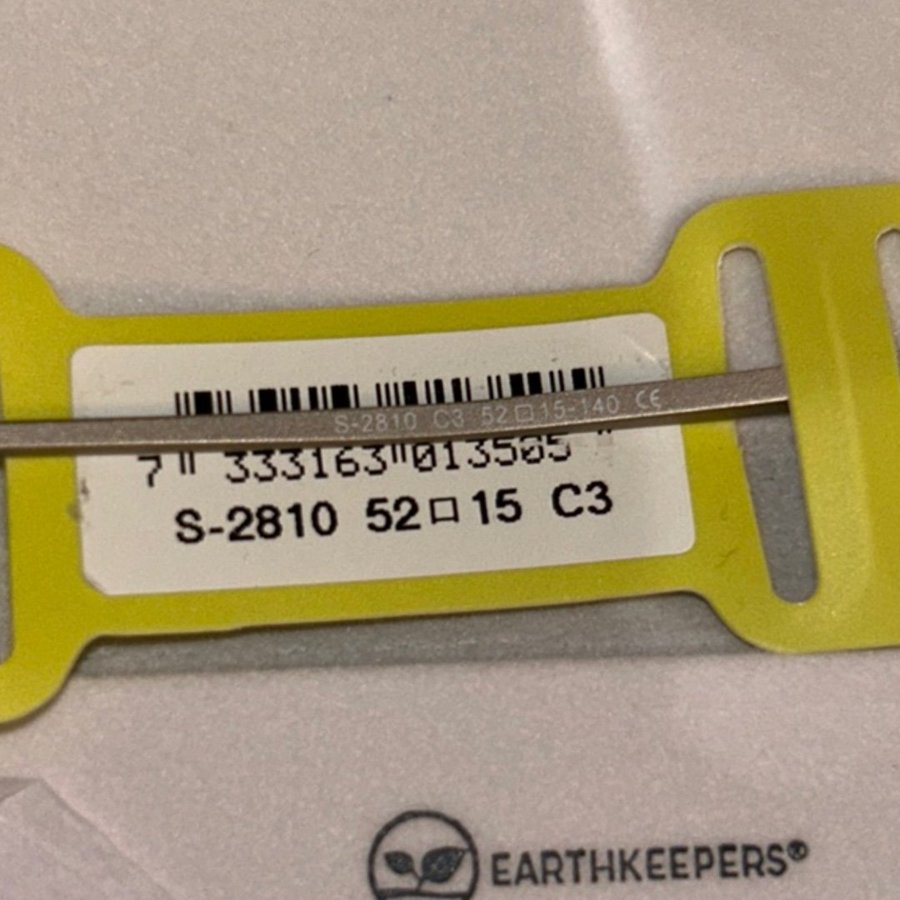 S-2810 C3 52□15-140 CE
7 333163 013505
S-2810 52□15 C3
EARTHKEEPERS®